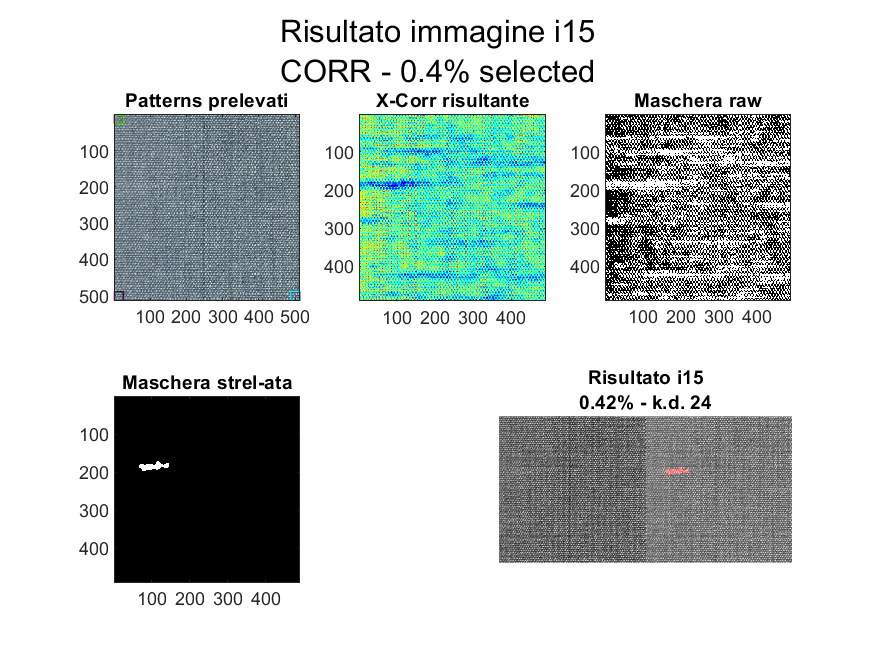 Risultato immagine i15
CORR - 0.4% selected
Patterns prelevati
100
200
300
400
500
100 200 300 400 500
X-Corr risultante
100
200
300
400
100 200 300 400
Maschera raw
100
200
300
400
100 200 300 400
Maschera strel-ata
100
200
300
400
100 200 300 400
Risultato i15
0.42% - k.d. 24